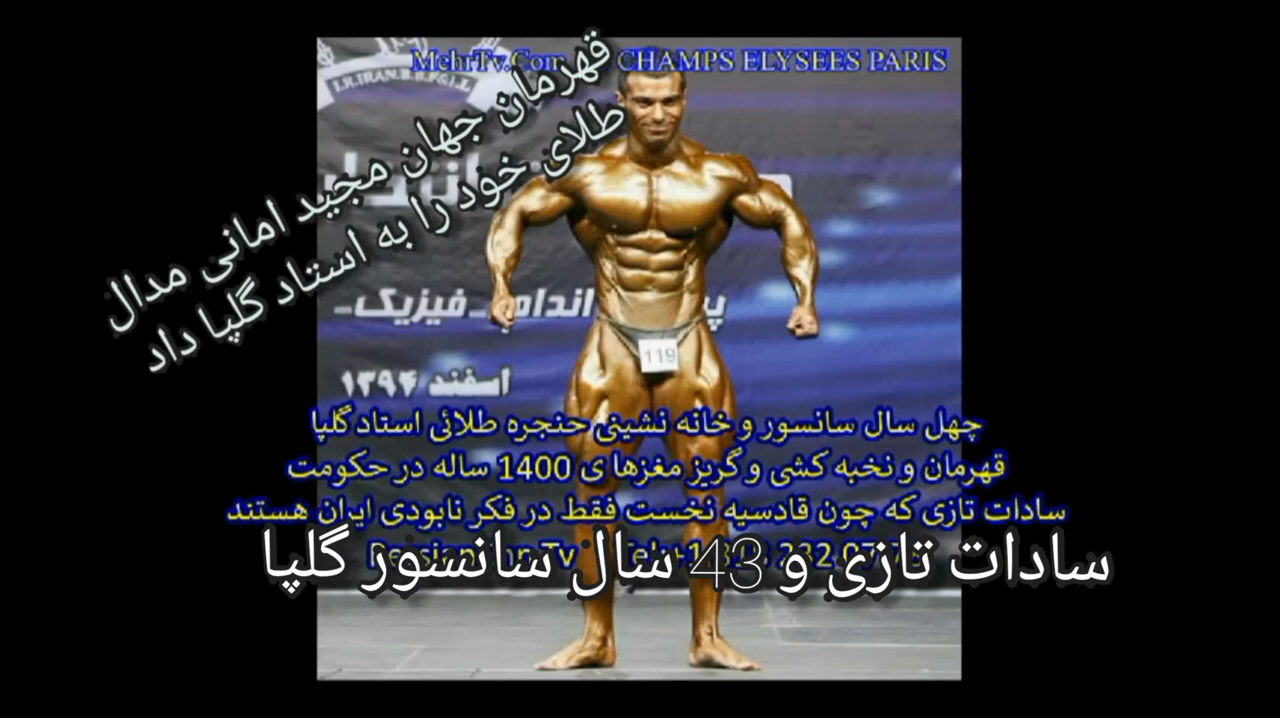 MehrTv.Com CHAMPS ELYSEES PARIS
I.R.IRAN.B.B.F&I.L
قهرمان جهان مجید امانی مدال
طلای خود را به استاد گلپا داد
اندام_فیزیک_
119
اسفند ۱۳۹۴
چهل سال سانسور و خانه نشینی حنجره طلائی استاد گلپا
قهرمان و نخبه کشی و گریز مغزها ی 1400 ساله در حکومت
سادات تازی که چون قادسیه نخست فقط در فکر نابودی ایران هستند
سادات تازی و 43 سال سانسور گلپا